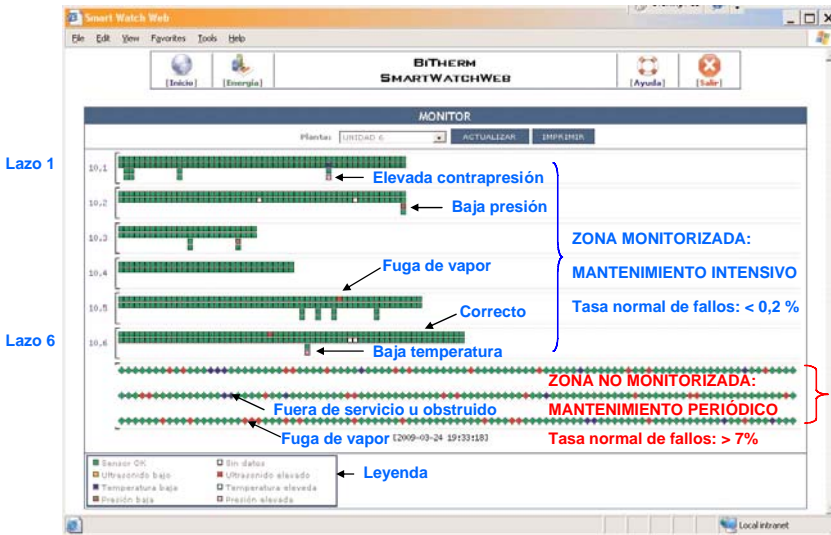 Smart Watch Web
File Edit View Favorites Tools Help
[Inicio] [Energía] BITHERM SMARTWATCHWEB [Ayuda] [Salir]
MONITOR
Planta: UNIDAD 6 ACTUALIZAR IMPRIMIR
Lazo 1
10,1
Elevada contrapresión
10,2
Baja presión
10,3
ZONA MONITORIZADA:
10,4
Fuga de vapor
MANTENIMIENTO INTENSIVO
10,5
Correcto
Tasa normal de fallos: < 0,2 %
Lazo 6
10,6
Baja temperatura
ZONA NO MONITORIZADA:
Fuera de servicio u obstruido
MANTENIMIENTO PERIÓDICO
Fuga de vapor
[2009-03-24 19:33:18]
Tasa normal de fallos: > 7%
Sensor OK Sin datos
Ultrasonido bajo Ultrasonido elevado
Temperatura baja Temperatura elevada
Presión baja Presión elevada
Leyenda
Local intranet